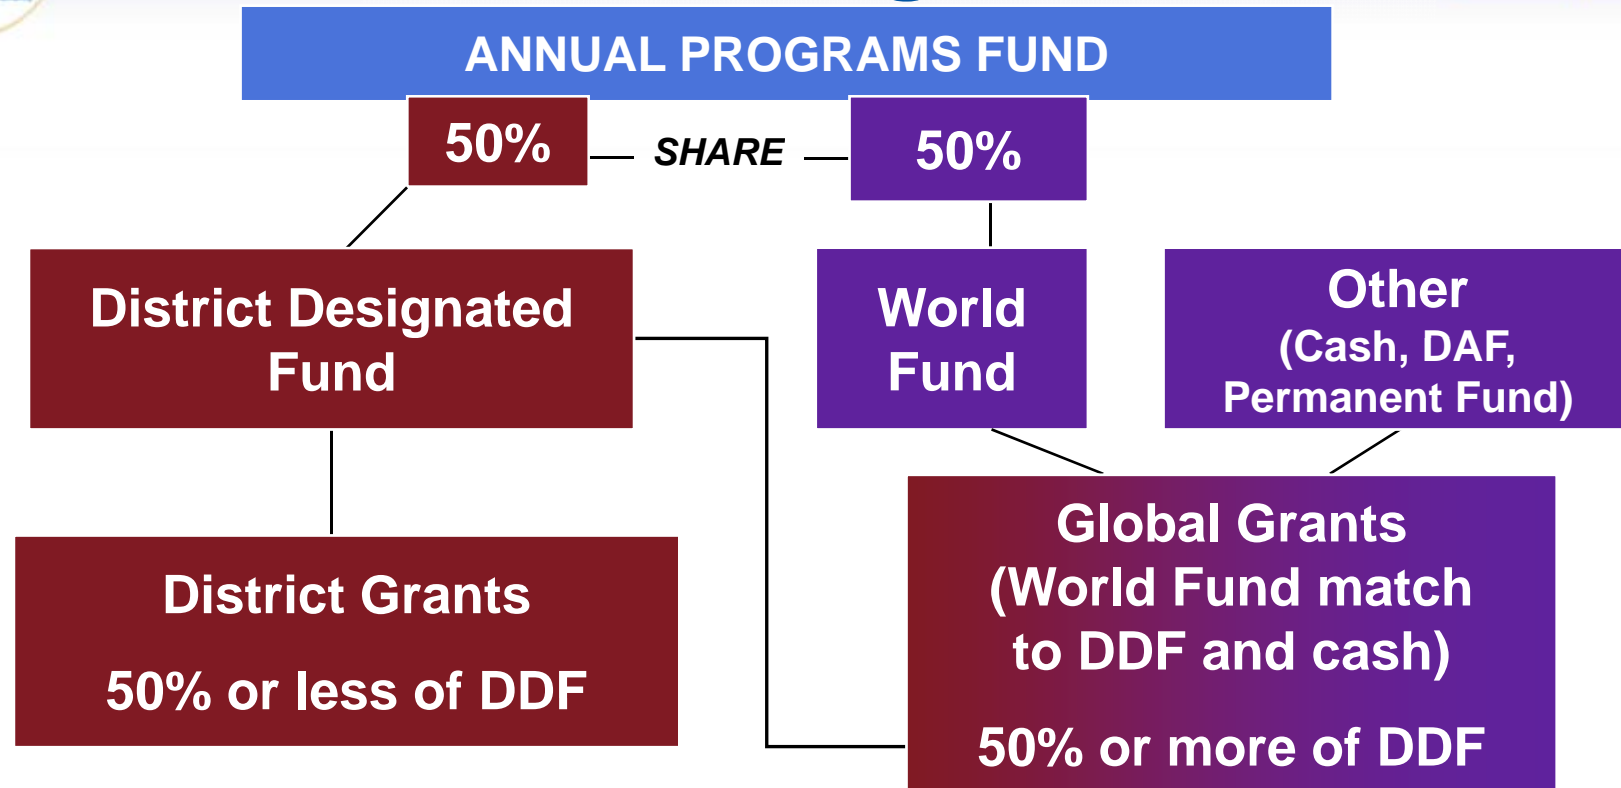 ANNUAL PROGRAMS FUND
50%
SHARE
50%
District Designated
Fund
World
Fund
Other
(Cash, DAF,
Permanent Fund)
District Grants
50% or less of DDF
Global Grants
(World Fund match
to DDF and cash)
50% or more of DDF